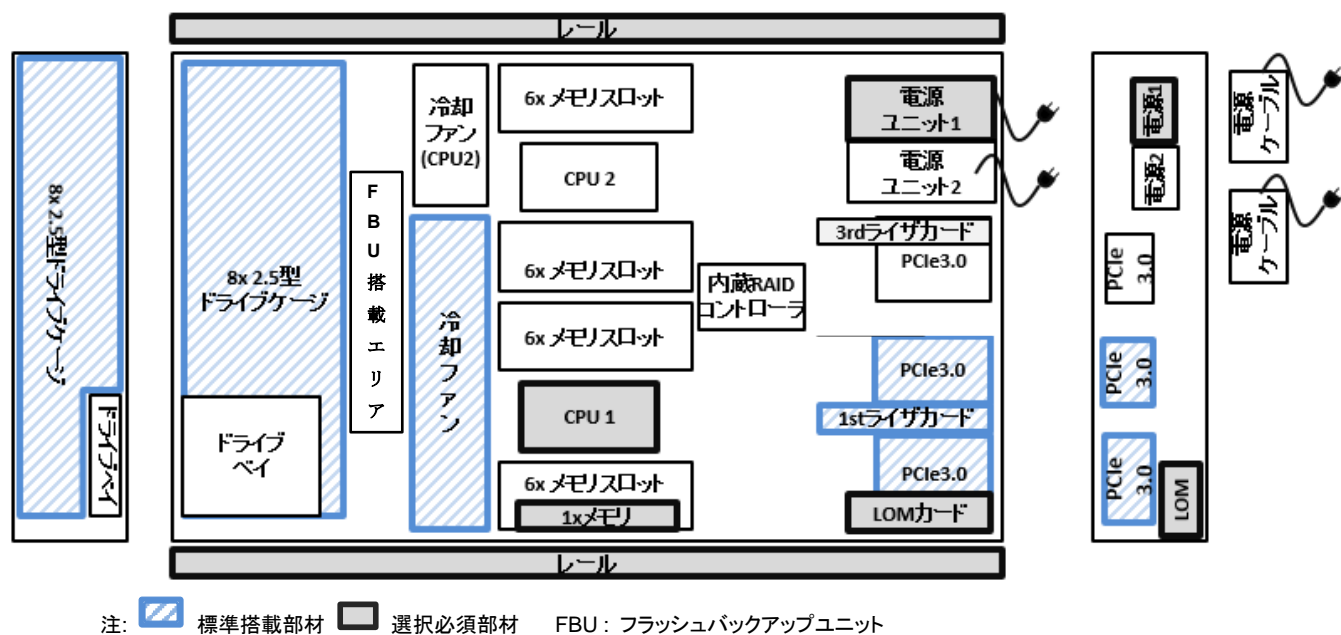 レール
8x 2.5型ドライブケージ
ドライブベイ
8x 2.5型
ドライブケージ
ドライブ
ベイ
FBU搭載エリア
冷却
ファン
(CPU2)
冷却ファン
6x メモリスロット
CPU 2
6x メモリスロット
6x メモリスロット
CPU 1
6x メモリスロット
1xメモリ
内蔵RAID
コントローラ
電源
ユニット1
電源
ユニット2
3rdライザカード
PCIe3.0
PCIe3.0
1stライザカード
PCIe3.0
LOMカード
電源1
電源2
PCIe
3.0
PCIe
3.0
PCIe
3.0
LOM
電源
ケーブル
電源
ケーブル
レール
注: 標準搭載部材 選択必須部材 FBU : フラッシュバックアップユニット